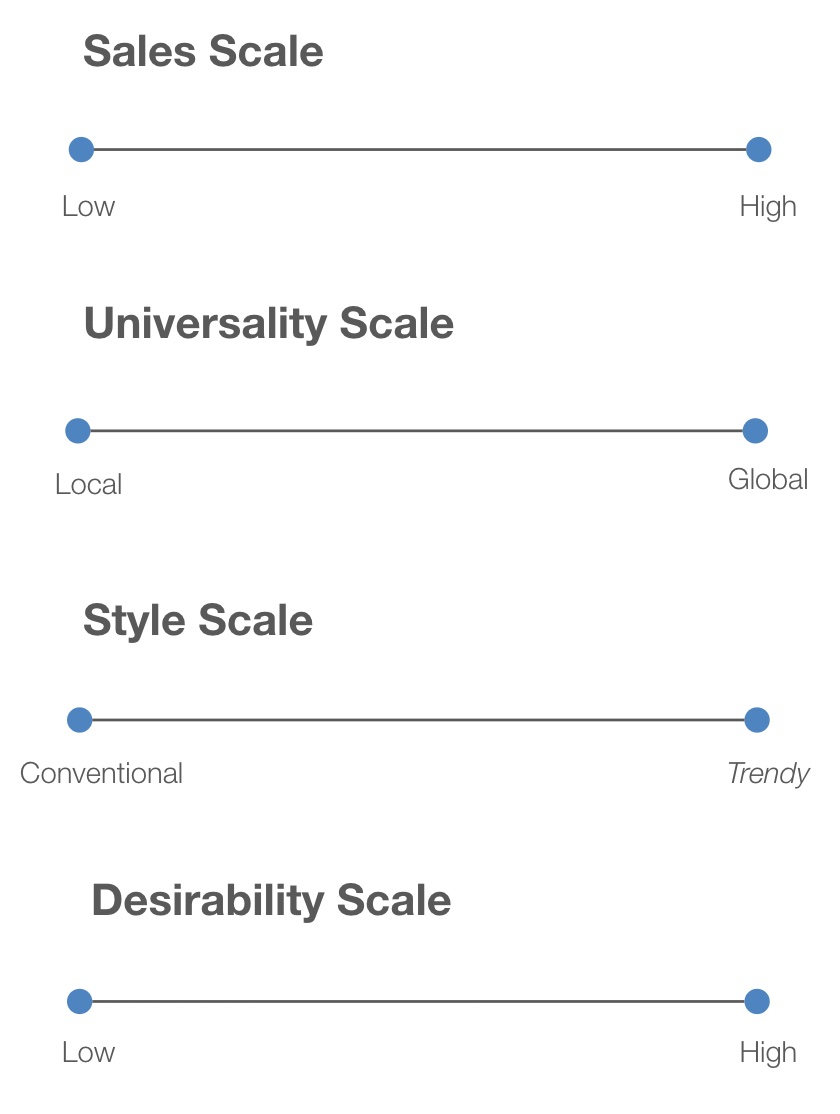 Sales Scale
Low High
Universality Scale
Local Global
Style Scale
Conventional Trendy
Desirability Scale
Low High